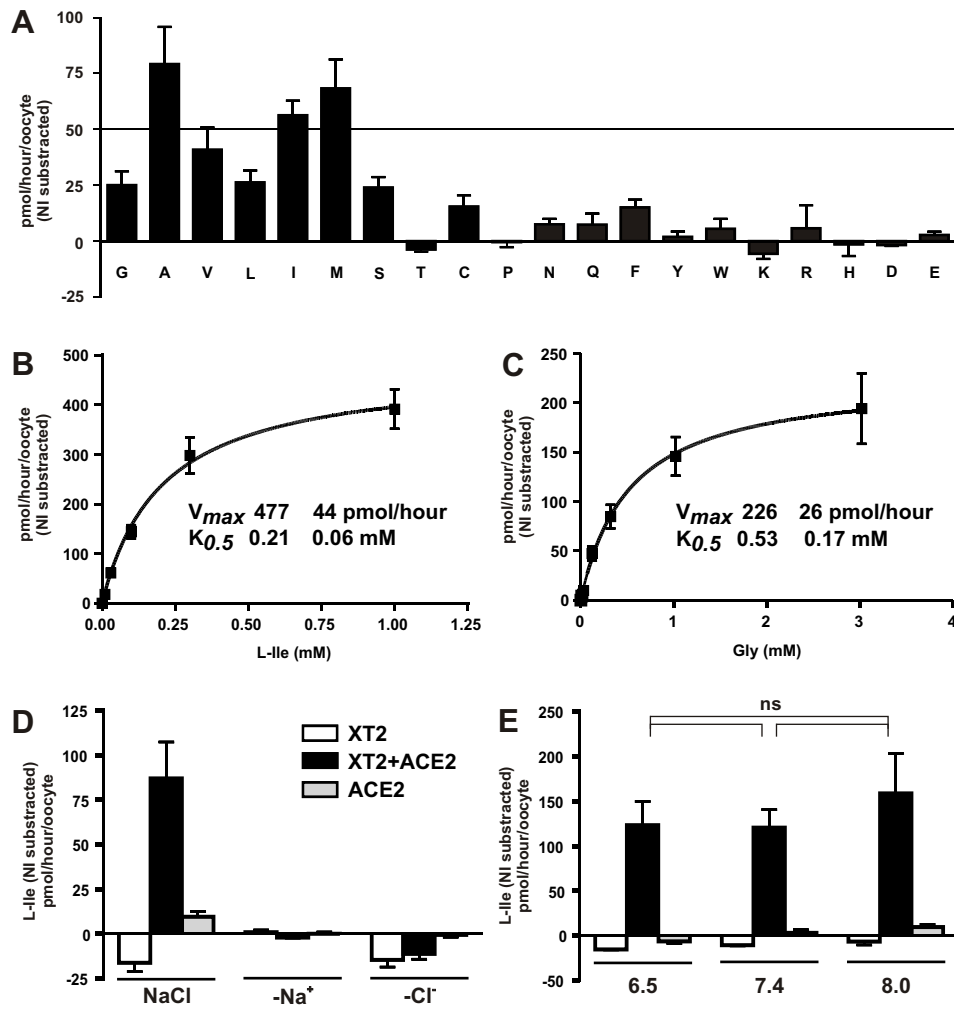 A
pmol/hour/oocyte
(NI substracted)
100
75
50
25
0
-25
G A V L I M S T C P N Q F Y W K R H D E
B
pmol/hour/oocyte
(NI substracted)
500
400
300
200
100
0
Vmax 477 44 pmol/hour
K0.5 0.21 0.06 mM
0.00 0.25 0.50 0.75 1.00 1.25
L-Ile (mM)
C
pmol/hour/oocyte
(NI substracted)
250
200
150
100
50
0
Vmax 226 26 pmol/hour
K0.5 0.53 0.17 mM
0 1 2 3 4
Gly (mM)
D
L-Ile (NI substracted)
pmol/hour/oocyte
125
100
75
50
25
0
-25
XT2
XT2+ACE2
ACE2
NaCl -Na⁺ -Cl⁻
E
L-Ile (NI substracted)
pmol/hour/oocyte
250
200
150
100
50
0
-50
ns
6.5 7.4 8.0